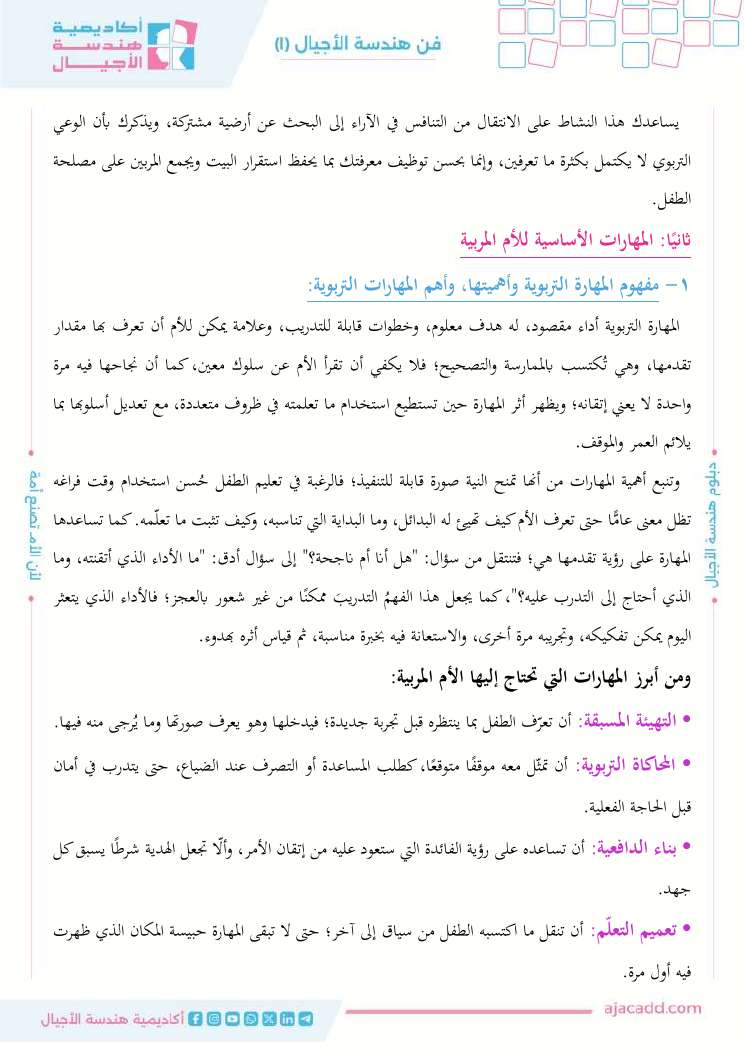 أكاديمية
هندسة
الأجيال
فن هندسة الأجيال (١)
يساعدك هذا النشاط على الانتقال من التنافس في الآراء إلى البحث عن أرضية مشتركة، ويذكرك بأن الوعي
التربوي لا يكتمل بكثرة ما تعرفين، وإنما بحسن توظيف معرفتك بما يحفظ استقرار البيت ويجمع المربين على مصلحة
الطفل.
ثانيًا: المهارات الأساسية للأم المربية
١- مفهوم المهارة التربوية وأهميتها، وأهم المهارات التربوية:
المهارة التربوية أداء مقصود، له هدف معلوم، وخطوات قابلة للتدريب، وعلامة يمكن للأم أن تعرف بها مقدار
تقدمها، وهي تُكتسب بالممارسة والتصحيح؛ فلا يكفي أن تقرأ الأم عن سلوك معين، كما أن نجاحها فيه مرة
واحدة لا يعني إتقانه؛ ويظهر أثر المهارة حين تستطيع استخدام ما تعلمته في ظروف متعددة، مع تعديل أسلوبها بما
يلائم العمر والموقف.
وتنبع أهمية المهارات من أنها تمنح النية صورة قابلة للتنفيذ؛ فالرغبة في تعليم الطفل حُسن استخدام وقت فراغه
تظل معنى عامًّا حتى تعرف الأم كيف تهيئ له البدائل، وما البداية التي تناسبه، وكيف تثبت ما تعلّمه. كما تساعدها
المهارة على رؤية تقدمها هي؛ فتنتقل من سؤال: "هل أنا أم ناجحة؟" إلى سؤال أدق: "ما الأداء الذي أتقنته، وما
الذي أحتاج إلى التدرب عليه؟"، كما يجعل هذا الفهمُ التدريبَ ممكنًا من غير شعور بالعجز؛ فالأداء الذي يتعثر
اليوم يمكن تفكيكه، وتجريبه مرة أخرى، والاستعانة فيه بخبرة مناسبة، ثم قياس أثره بهدوء.
ومن أبرز المهارات التي تحتاج إليها الأم المربية:
• التهيئة المسبقة: أن تعرّف الطفل بما ينتظره قبل تجربة جديدة؛ فيدخلها وهو يعرف صورتها وما يُرجى منه فيها.
• المحاكاة التربوية: أن تمثّل معه موقفًا متوقعًا، كطلب المساعدة أو التصرف عند الضياع، حتى يتدرب في أمان
قبل الحاجة الفعلية.
• بناء الدافعية: أن تساعده على رؤية الفائدة التي ستعود عليه من إتقان الأمر، وألّا تجعل الهدية شرطًا يسبق كل
جهد.
• تعميم التعلّم: أن تنقل ما اكتسبه الطفل من سياق إلى آخر؛ حتى لا تبقى المهارة حبيسة المكان الذي ظهرت
فيه أول مرة.
دبلوم هندسة الأجيال
لأن الأم.. تصنع أمة
ajacadd.com
أكاديمية هندسة الأجيال